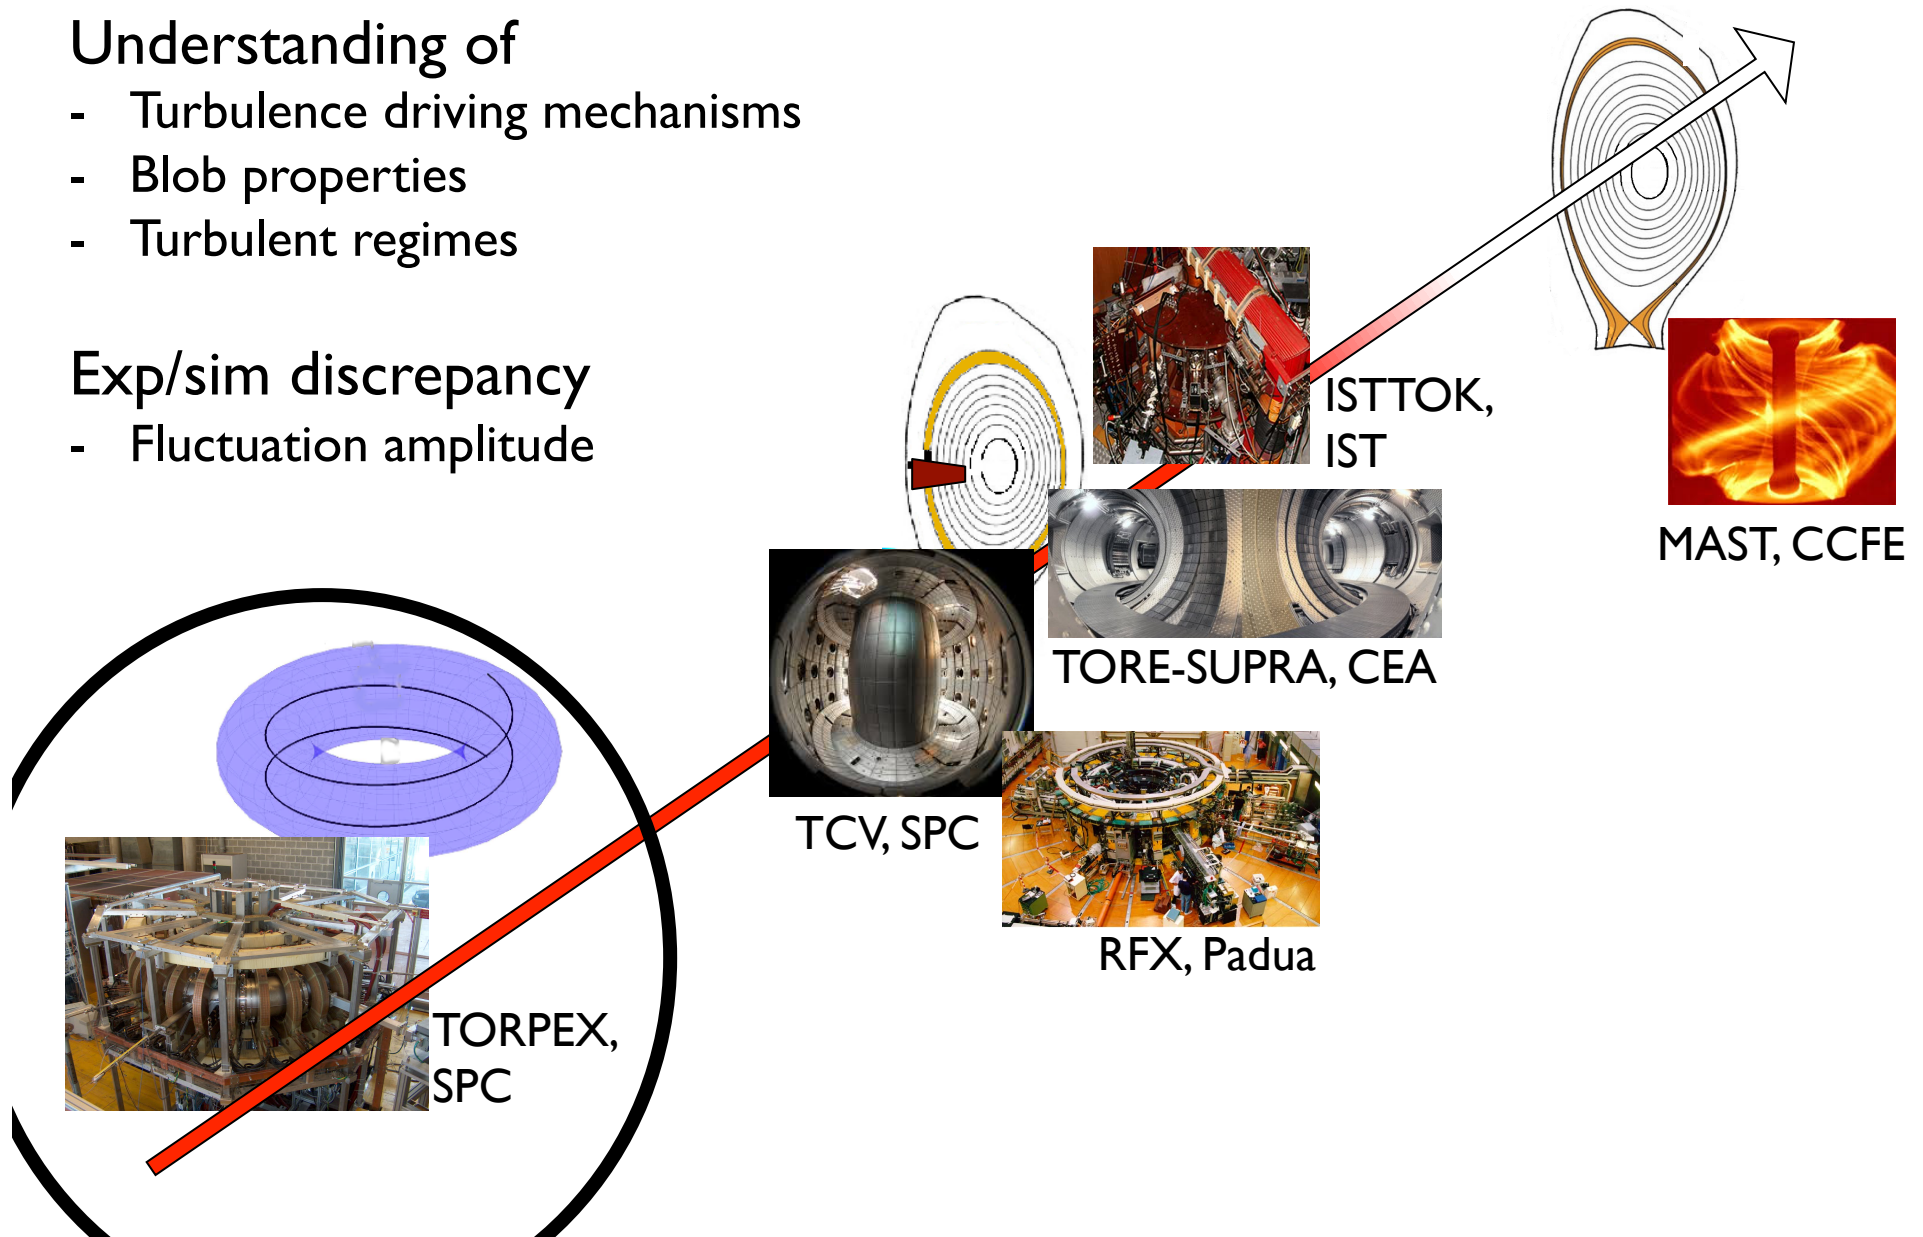 Understanding of
- Turbulence driving mechanisms
- Blob properties
- Turbulent regimes
Exp/sim discrepancy
- Fluctuation amplitude
ISTTOK,
IST
MAST, CCFE
TORE-SUPRA, CEA
TCV, SPC
RFX, Padua
TORPEX,
SPC